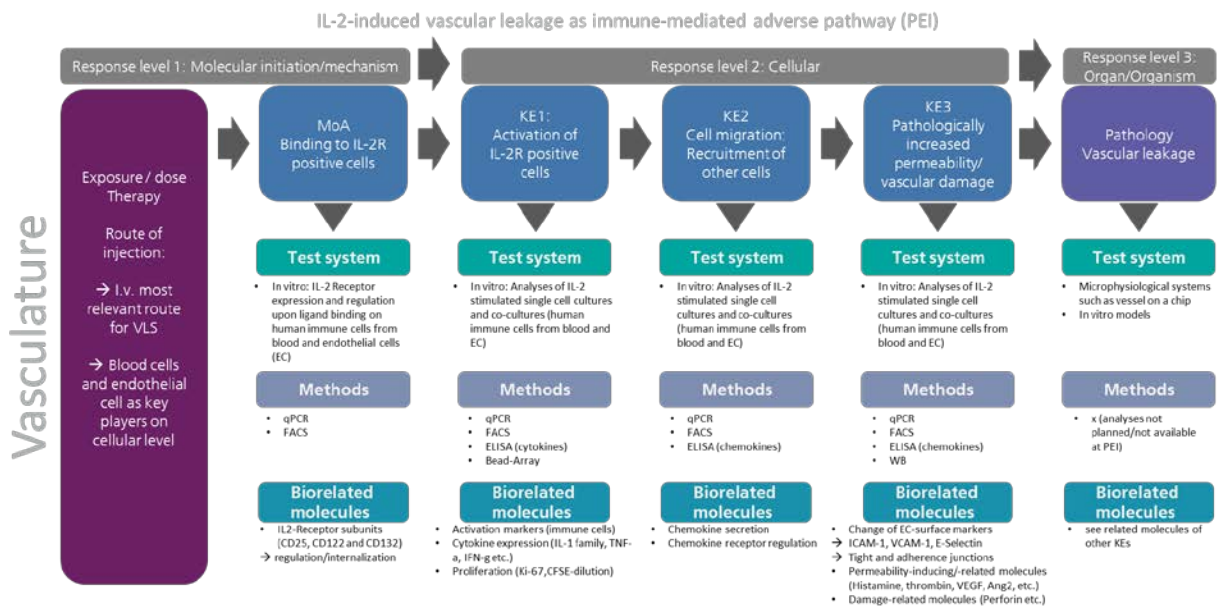 IL-2-induced vascular leakage as immune-mediated adverse pathway (PEI)
Response level 1: Molecular initiation/mechanism
Response level 2: Cellular
Response level 3:
Organ/Organism
Vasculature
Exposure / dose
Therapy
Route of
injection:
→ I.v. most
relevant route
for VLS
→ Blood cells
and endothelial
cell as key
players on
cellular level
MoA
Binding to IL-2R
positive cells
KE1:
Activation of
IL-2R positive
cells
KE2
Cell migration:
Recruitment of
other cells
KE3
Pathologically
increased
permeability/
vascular damage
Pathology
Vascular leakage
Test system
• In vitro: IL-2 Receptor
expression and regulation
upon ligand binding on
human immune cells from
blood and endothelial cells
(EC)
Test system
• In vitro: Analyses of IL-2
stimulated single cell cultures
and co-cultures (human
immune cells from blood and
EC)
Test system
• In vitro: Analyses of IL-2
stimulated single cell
cultures and co-cultures
(human immune cells from
blood and EC)
Test system
• In vitro: Analyses of IL-2
stimulated single cell
cultures and co-cultures
(human immune cells from
blood and EC)
Test system
• Microphysiological systems
such as vessel on a chip
• In vitro models
Methods
• qPCR
• FACS
Methods
• qPCR
• FACS
• ELISA (cytokines)
• Bead-Array
Methods
• qPCR
• FACS
• ELISA (chemokines)
Methods
• qPCR
• FACS
• ELISA (chemokines)
• WB
Methods
• x (analyses not
planned/not available
at PEI)
Biorelated
molecules
• IL2-Receptor subunits
(CD25, CD122 and CD132)
→ regulation/internalization
Biorelated
molecules
• Activation markers (immune cells)
• Cytokine expression (IL-1 family, TNF-
a, IFN-g etc.)
• Proliferation (Ki-67,CFSE-dilution)
Biorelated
molecules
• Chemokine secretion
• Chemokine receptor regulation
Biorelated
molecules
• Change of EC-surface markers
→ ICAM-1, VCAM-1, E-Selectin
→ Tight and adherence junctions
• Permeability-inducing/-related molecules
(Histamine, thrombin, VEGF, Ang2, etc.)
• Damage-related molecules (Perforin etc.)
Biorelated
molecules
• see related molecules of
other KEs